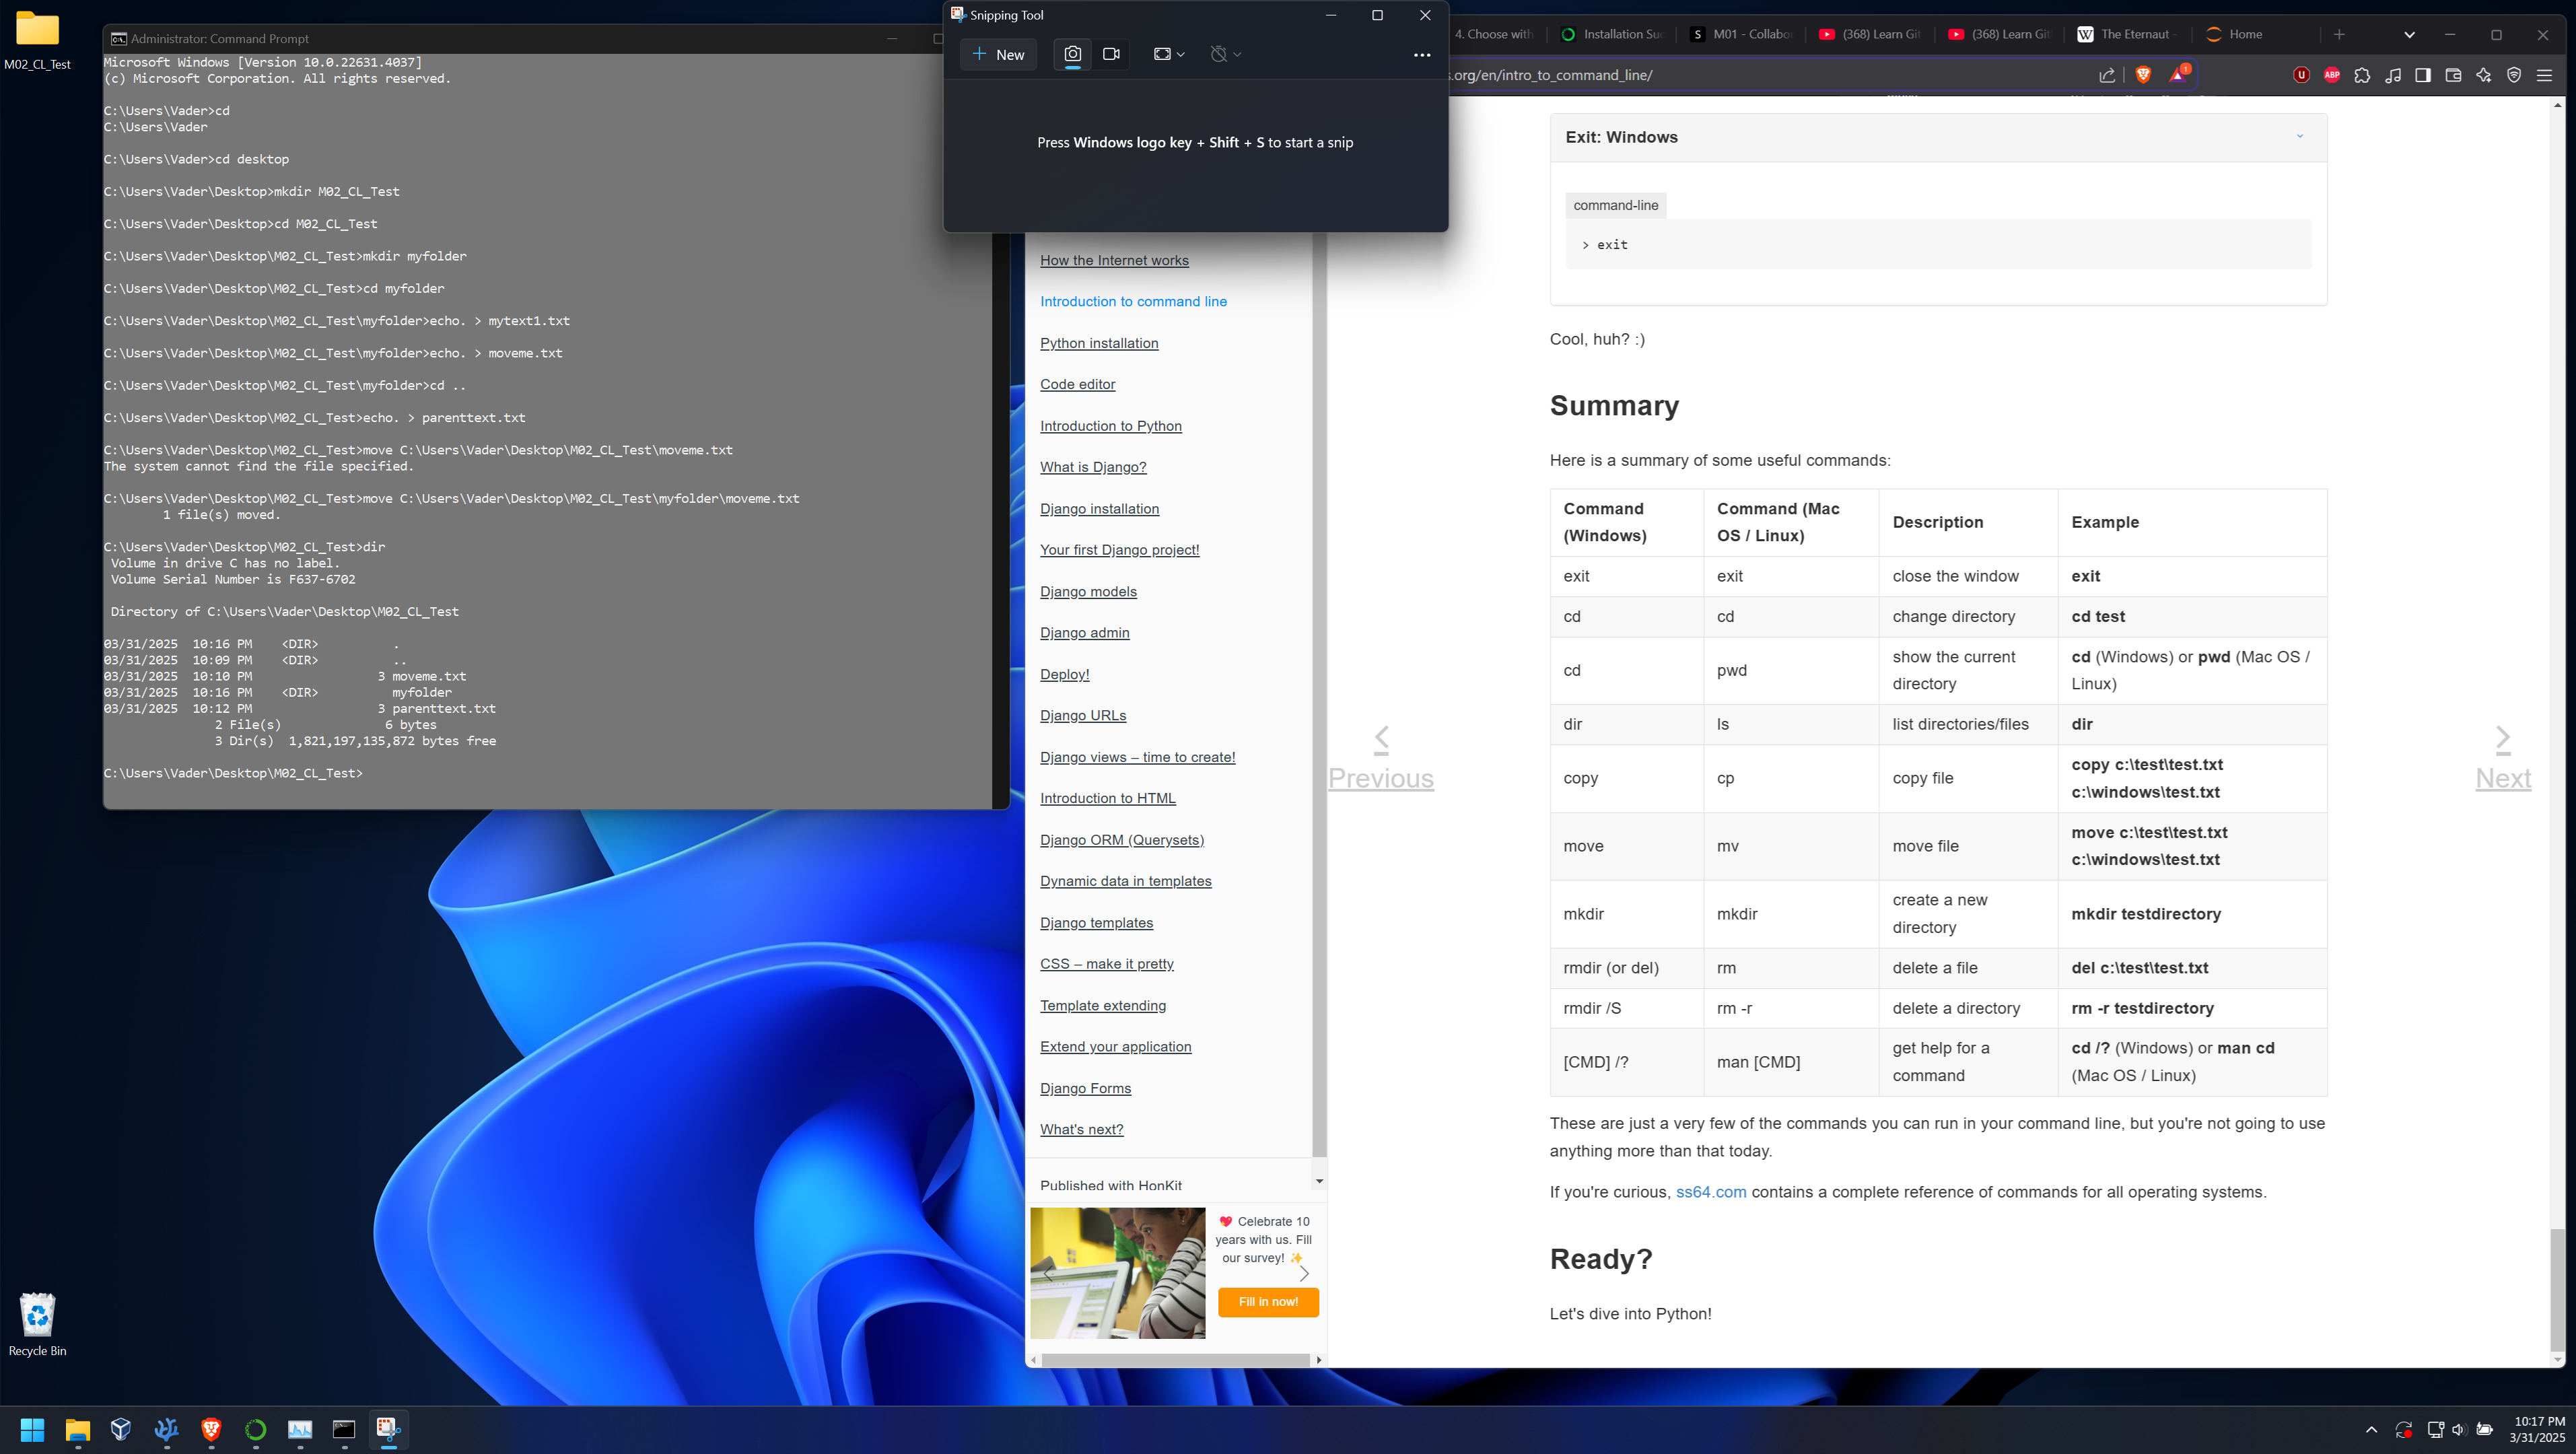 M02_CL_Test
Recycle Bin
Administrator: Command Prompt
Microsoft Windows [Version 10.0.22631.4037]
(c) Microsoft Corporation. All rights reserved.
C:\Users\Vader>cd
C:\Users\Vader
C:\Users\Vader>cd desktop
C:\Users\Vader\Desktop>mkdir M02_CL_Test
C:\Users\Vader\Desktop>cd M02_CL_Test
C:\Users\Vader\Desktop\M02_CL_Test>mkdir myfolder
C:\Users\Vader\Desktop\M02_CL_Test>cd myfolder
C:\Users\Vader\Desktop\M02_CL_Test\myfolder>echo. > mytext1.txt
C:\Users\Vader\Desktop\M02_CL_Test\myfolder>echo. > moveme.txt
C:\Users\Vader\Desktop\M02_CL_Test\myfolder>cd ..
C:\Users\Vader\Desktop\M02_CL_Test>echo. > parenttext.txt
C:\Users\Vader\Desktop\M02_CL_Test>move C:\Users\Vader\Desktop\M02_CL_Test\moveme.txt
The system cannot find the file specified.
C:\Users\Vader\Desktop\M02_CL_Test>move C:\Users\Vader\Desktop\M02_CL_Test\myfolder\moveme.txt
1 file(s) moved.
C:\Users\Vader\Desktop\M02_CL_Test>dir
Volume in drive C has no label.
Volume Serial Number is F637-6702
Directory of C:\Users\Vader\Desktop\M02_CL_Test
03/31/2025 10:16 PM <DIR> .
03/31/2025 10:09 PM <DIR> ..
03/31/2025 10:10 PM 3 moveme.txt
03/31/2025 10:16 PM <DIR> myfolder
03/31/2025 10:12 PM 3 parenttext.txt
2 File(s) 6 bytes
3 Dir(s) 1,821,197,135,872 bytes free
C:\Users\Vader\Desktop\M02_CL_Test>
Snipping Tool
New
Press Windows logo key + Shift + S to start a snip
4. Choose with
Installation Suc
M01 - Collabor
(368) Learn Git
(368) Learn Git
The Eternaut -
Home
s.org/en/intro_to_command_line/
1
ABP
How the Internet works
Introduction to command line
Python installation
Code editor
Introduction to Python
What is Django?
Django installation
Your first Django project!
Django models
Django admin
Deploy!
Django URLs
Django views – time to create!
Introduction to HTML
Django ORM (Querysets)
Dynamic data in templates
Django templates
CSS – make it pretty
Template extending
Extend your application
Django Forms
What's next?
Published with HonKit
💖 Celebrate 10
years with us. Fill
our survey! ✨
Fill in now!
Previous
Next
Exit: Windows
command-line
> exit
Cool, huh? :)
Summary
Here is a summary of some useful commands:
Command (Windows) Command (Mac OS / Linux) Description Example
exit exit close the window exit
cd cd change directory cd test
cd pwd show the current directory cd (Windows) or pwd (Mac OS / Linux)
dir ls list directories/files dir
copy cp copy file copy c:\test\test.txt c:\windows\test.txt
move mv move file move c:\test\test.txt c:\windows\test.txt
mkdir mkdir create a new directory mkdir testdirectory
rmdir (or del) rm delete a file del c:\test\test.txt
rmdir /S rm -r delete a directory rm -r testdirectory
[CMD] /? man [CMD] get help for a command cd /? (Windows) or man cd (Mac OS / Linux)
These are just a very few of the commands you can run in your command line, but you're not going to use
anything more than that today.
If you're curious, ss64.com contains a complete reference of commands for all operating systems.
Ready?
Let's dive into Python!
10:17 PM
3/31/2025